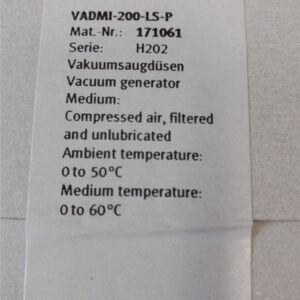 VADMI-200-LS-P
Mat.-Nr.: 171061
Serie: H202
Vakuumsaugdüsen
Vacuum generator
Medium:
Compressed air, filtered
and unlubricated
Ambient temperature:
0 to 50°C
Medium temperature:
0 to 60°C